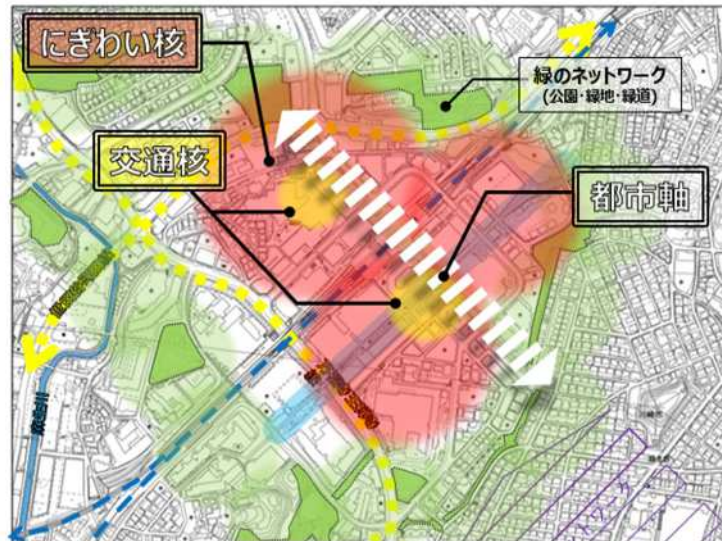 にぎわい核
緑のネットワーク
(公園・緑地・緑道)
交通核
都市軸